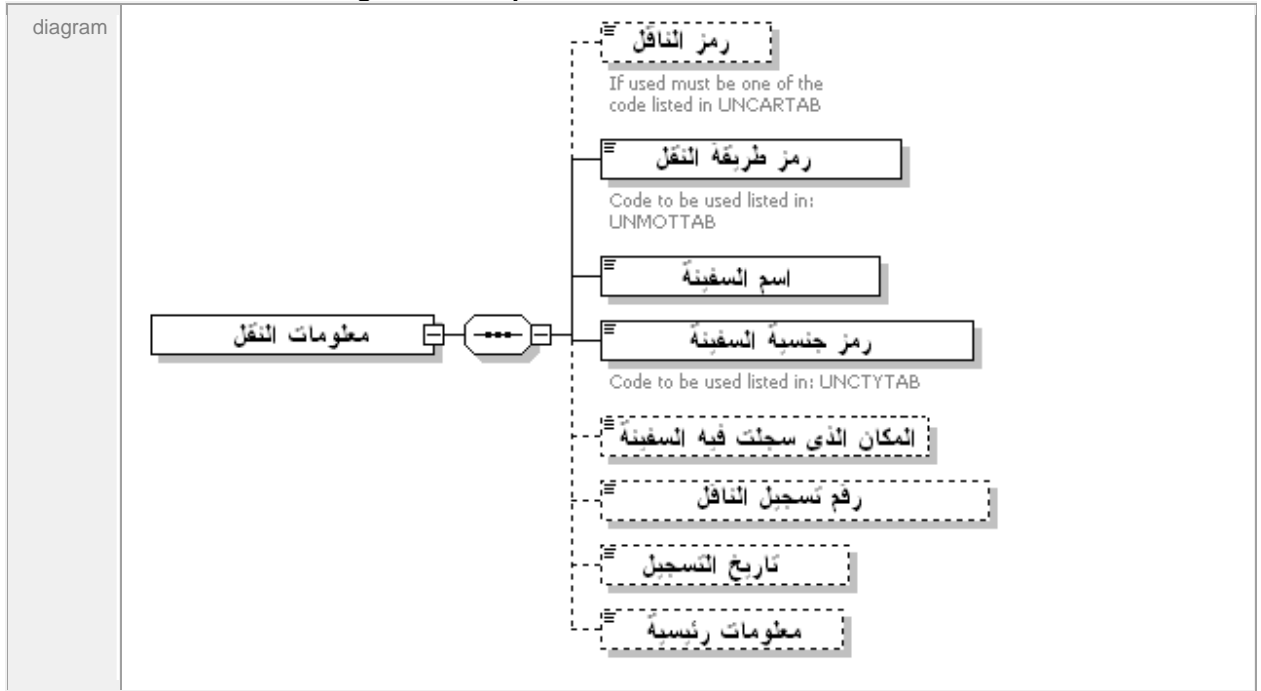 diagram
رمز الناقل
If used must be one of the
code listed in UNCARTAB
رمز طريقة النقل
Code to be used listed in:
UNMOTTAB
اسم السفينة
رمز جنسية السفينة
Code to be used listed in: UNCTYTAB
معلومات النقل
المكان الذى سجلت فيه السفينة
رقم تسجيل الناقل
تاريخ التسجيل
معلومات رئيسية